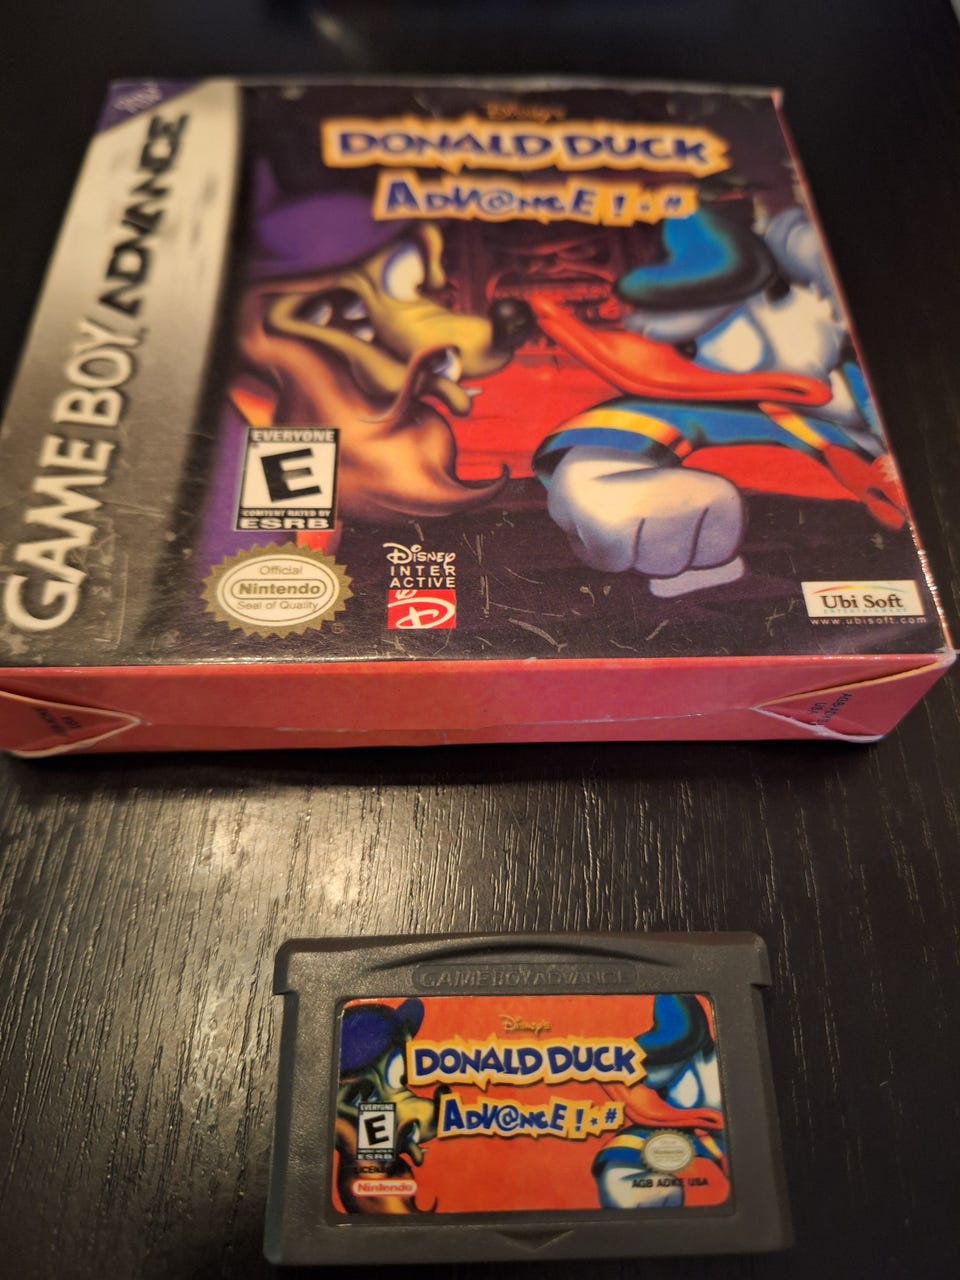 GAME BOY ADVANCE
Disney's
DONALD DUCK
ADV@NCE!*#
EVERYONE
E
CONTENT RATED BY
ESRB
Official
Nintendo
Seal of Quality
DISNEY
INTER
ACTIVE
D
Ubi Soft
ENTERTAINMENT
www.ubisoft.com
GAME BOY ADVANCE
Disney's
DONALD DUCK
ADV@NCE!*#
EVERYONE
E
ESRB
Nintendo
Nintendo
AGB ADKE USA